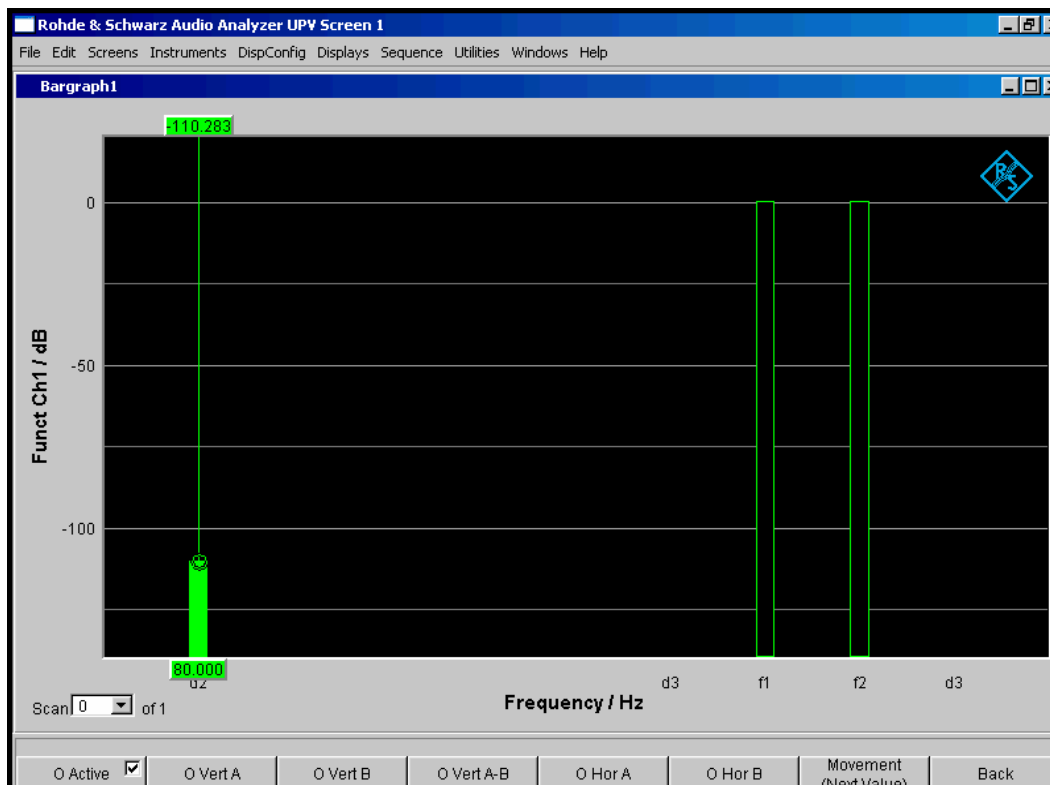 Rohde & Schwarz Audio Analyzer UPV Screen 1
File Edit Screens Instruments DispConfig Displays Sequence Utilities Windows Help
Bargraph1
-110.283
R S
0
-50
-100
Funct Ch1 / dB
80.000
d2 d3 f1 f2 d3
Frequency / Hz
Scan 0 of 1
O Active O Vert A O Vert B O Vert A-B O Hor A O Hor B Movement (Next Value) Back